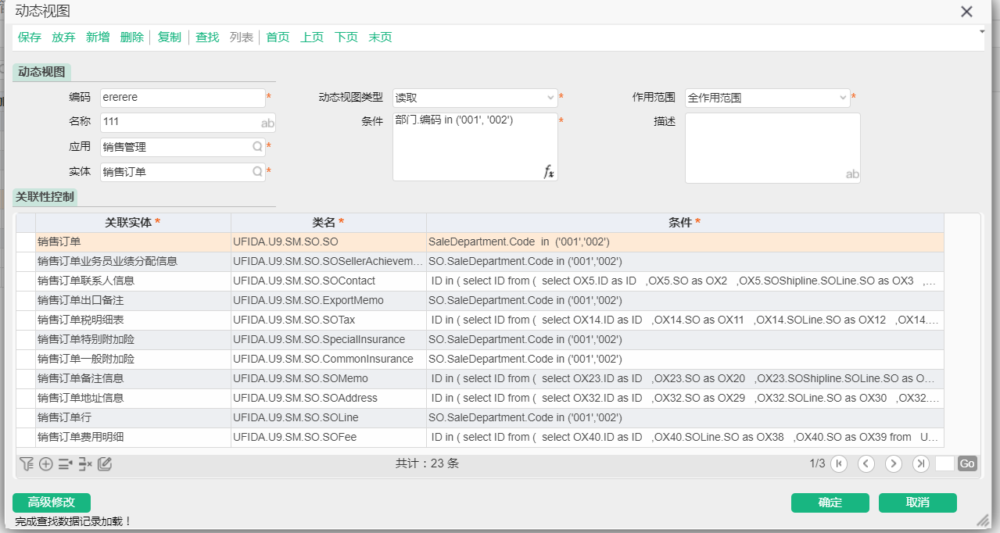 动态视图
保存 放弃 新增 删除 复制 查找 列表 首页 上页 下页 末页
动态视图
编码 ererere * 动态视图类型 读取 * 作用范围 全作用范围 *
名称 111 ab 条件 部门.编码 in ('001', '002') * 描述
应用 销售管理 *
实体 销售订单 * fx ab
关联性控制
关联实体 * 类名 * 条件 *
销售订单 UFIDA.U9.SM.SO.SO SaleDepartment.Code in ('001','002')
销售订单业务员业绩分配信息 UFIDA.U9.SM.SO.SOSellerAchievem... SO.SaleDepartment.Code in ('001','002')
销售订单联系人信息 UFIDA.U9.SM.SO.SOContact ID in ( select ID from ( select OX5.ID as ID ,OX5.SO as OX2 ,OX5.SOShipline.SOLine.SO as OX3 ,...
销售订单出口备注 UFIDA.U9.SM.SO.ExportMemo SO.SaleDepartment.Code in ('001','002')
销售订单税明细表 UFIDA.U9.SM.SO.SOTax ID in ( select ID from ( select OX14.ID as ID ,OX14.SO as OX11 ,OX14.SOLine.SO as OX12 ,OX14....
销售订单特别附加险 UFIDA.U9.SM.SO.SpecialInsurance SO.SaleDepartment.Code in ('001','002')
销售订单一般附加险 UFIDA.U9.SM.SO.CommonInsurance SO.SaleDepartment.Code in ('001','002')
销售订单备注信息 UFIDA.U9.SM.SO.SOMemo ID in ( select ID from ( select OX23.ID as ID ,OX23.SO as OX20 ,OX23.SOShipline.SOLine.SO as O...
销售订单地址信息 UFIDA.U9.SM.SO.SOAddress ID in ( select ID from ( select OX32.ID as ID ,OX32.SO as OX29 ,OX32.SOLine.SO as OX30 ,OX32....
销售订单行 UFIDA.U9.SM.SO.SOLine SO.SaleDepartment.Code in ('001','002')
销售订单费用明细 UFIDA.U9.SM.SO.SOFee ID in ( select ID from ( select OX40.ID as ID ,OX40.SOLine.SO as OX38 ,OX40.SO as OX39 from U...
共计：23 条 1/3 Go
高级修改 确定 取消
完成查找数据记录加载！